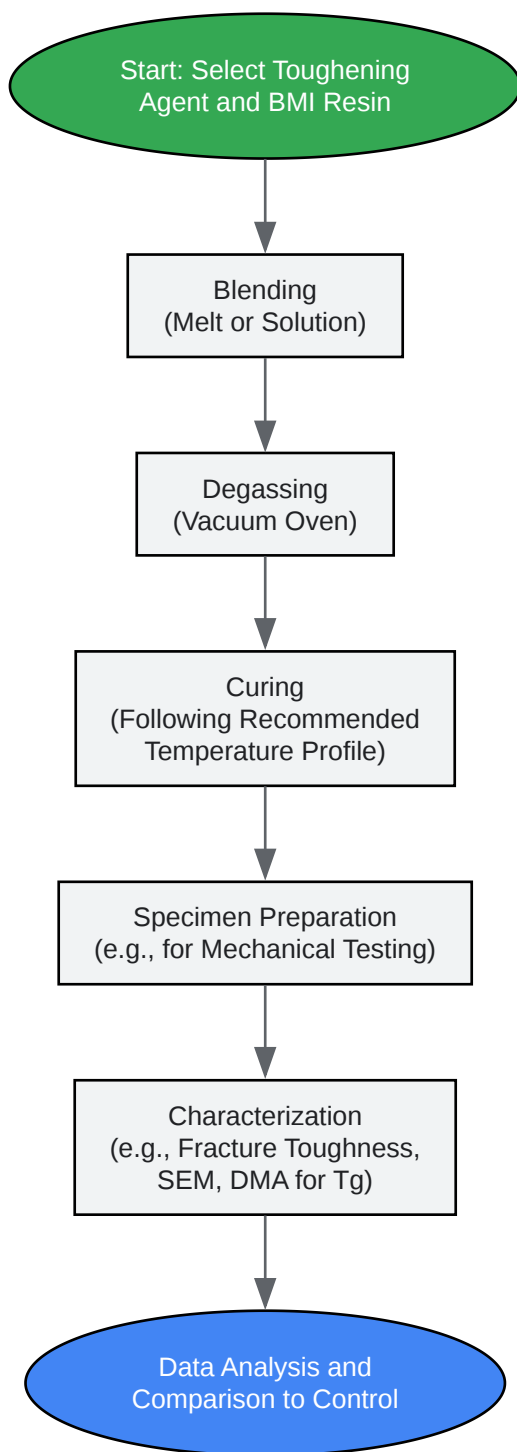 Start: Select Toughening
Agent and BMI Resin
Blending
(Melt or Solution)
Degassing
(Vacuum Oven)
Curing
(Following Recommended
Temperature Profile)
Specimen Preparation
(e.g., for Mechanical Testing)
Characterization
(e.g., Fracture Toughness,
SEM, DMA for Tg)
Data Analysis and
Comparison to Control